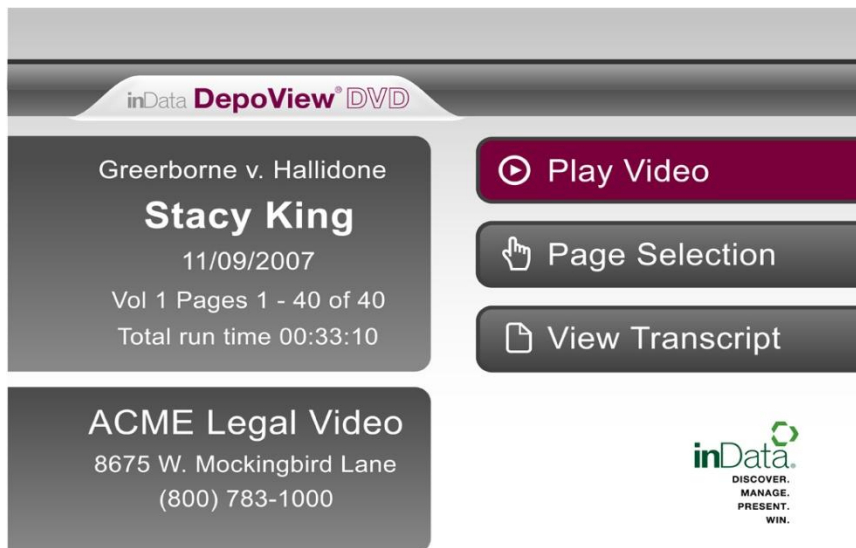 inData DepoView® DVD
Greerborne v. Hallidone
Stacy King
11/09/2007
Vol 1 Pages 1 - 40 of 40
Total run time 00:33:10
ACME Legal Video
8675 W. Mockingbird Lane
(800) 783-1000
Play Video
Page Selection
View Transcript
inData®
DISCOVER.
MANAGE.
PRESENT.
WIN.